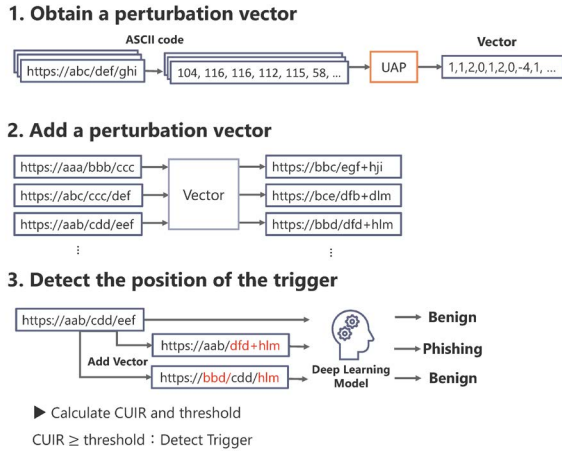 1. Obtain a perturbation vector
ASCII code
Vector
https://abc/def/ghi
104, 116, 116, 112, 115, 58, ...
UAP
1,1,2,0,1,2,0,-4,1, ...
2. Add a perturbation vector
https://aaa/bbb/ccc
https://bbc/egf+hji
https://abc/ccc/def
Vector
https://bce/dfb+dlm
https://aab/cdd/eef
https://bbd/dfd+hlm
⋮
⋮
3. Detect the position of the trigger
https://aab/cdd/eef
Benign
https://aab/dfd+hlm
Phishing
Add Vector
Deep Learning
Model
https://bbd/cdd/hlm
Benign
▶ Calculate CUIR and threshold
CUIR ≥ threshold : Detect Trigger